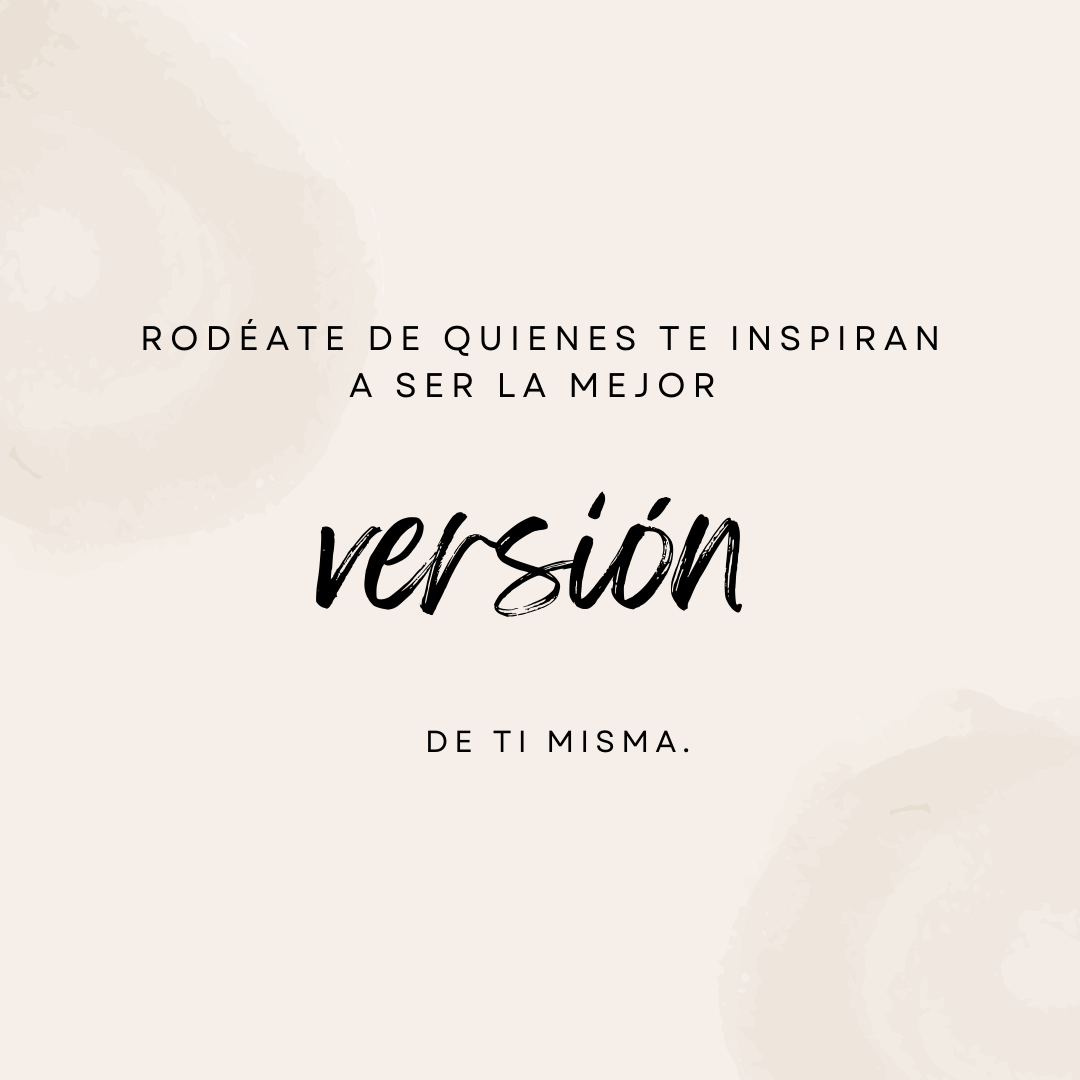 RODÉATE DE QUIENES TE INSPIRAN
A SER LA MEJOR
versión
DE TI MISMA.